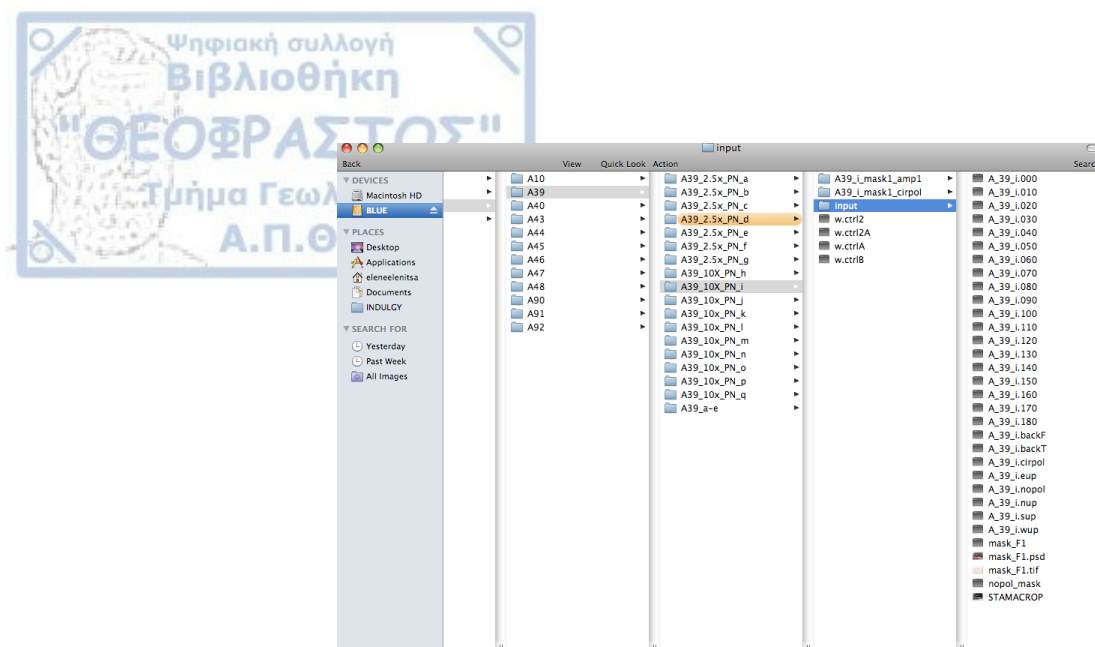 Ψηφιακή συλλογή
Βιβλιοθήκη
"ΘΕΟΦΡΑΣΤΟΣ"
Τμήμα Γεωλ
Α.Π.Θ
input
Back View Quick Look Action Searc
DEVICES
Macintosh HD
BLUE
PLACES
Desktop
Applications
eleneelenitsa
Documents
INDULGY
SEARCH FOR
Yesterday
Past Week
All Images
A10
A39
A40
A43
A44
A45
A46
A47
A48
A90
A91
A92
A39_2.5x_PN_a
A39_2.5x_PN_b
A39_2.5x_PN_c
A39_2.5x_PN_d
A39_2.5x_PN_e
A39_2.5x_PN_f
A39_2.5x_PN_g
A39_10X_PN_h
A39_10X_PN_i
A39_10x_PN_j
A39_10x_PN_k
A39_10x_PN_l
A39_10x_PN_m
A39_10x_PN_n
A39_10x_PN_o
A39_10x_PN_p
A39_10x_PN_q
A39_a-e
A39_i_mask1_amp1
A39_i_mask1_cirpol
input
w.ctrl2
w.ctrl2A
w.ctrlA
w.ctrlB
A_39_i.000
A_39_i.010
A_39_i.020
A_39_i.030
A_39_i.040
A_39_i.050
A_39_i.060
A_39_i.070
A_39_i.080
A_39_i.090
A_39_i.100
A_39_i.110
A_39_i.120
A_39_i.130
A_39_i.140
A_39_i.150
A_39_i.160
A_39_i.170
A_39_i.180
A_39_i.backF
A_39_i.backT
A_39_i.cirpol
A_39_i.eup
A_39_i.nopol
A_39_i.nup
A_39_i.sup
A_39_i.wup
mask_F1
mask_F1.psd
mask_F1.tif
nopol_mask
STAMACROP